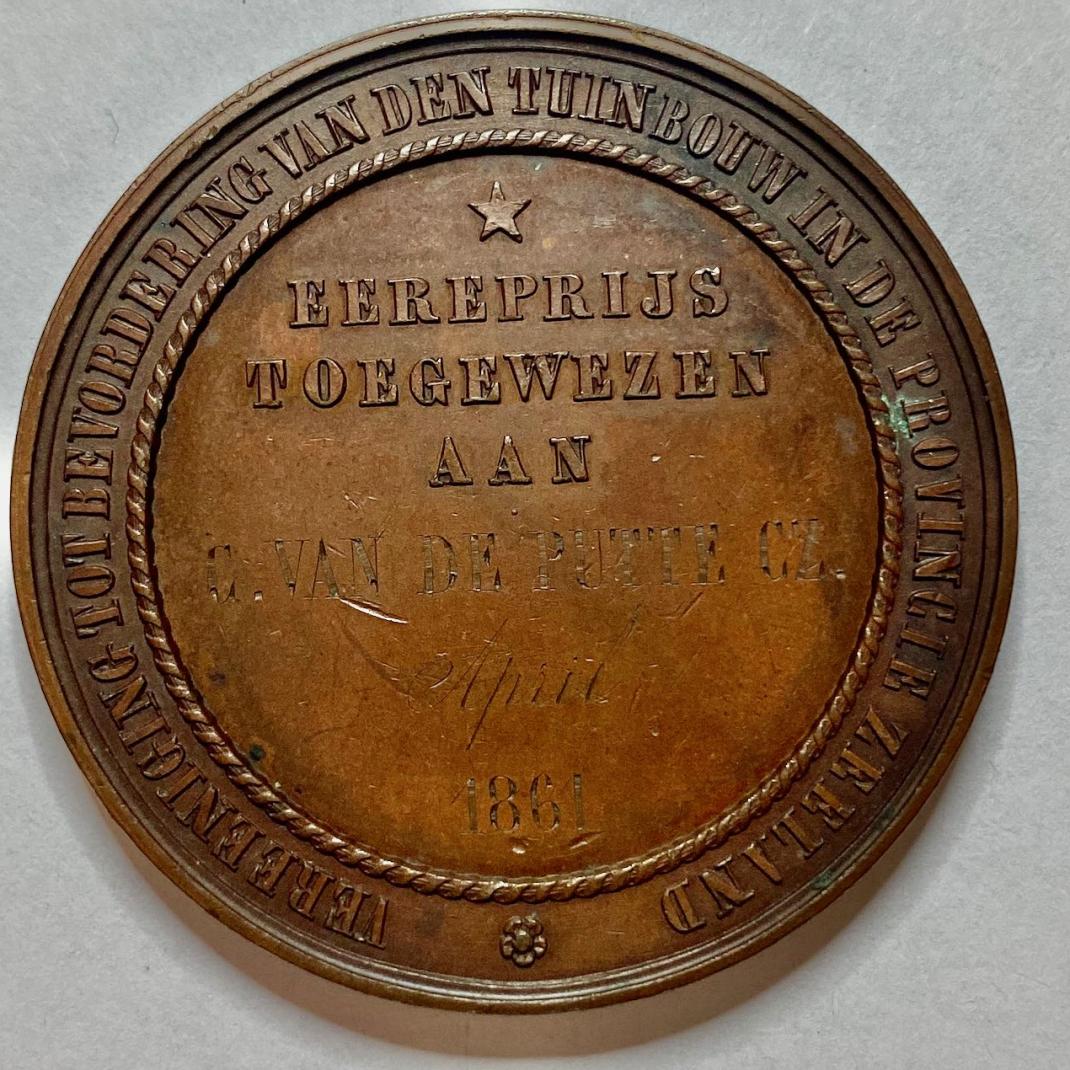 VEREENIGING TOT BEVORDERING VAN DEN TUINBOUW IN DE PROVINCIE ZEELAND
EEREPRIJS
TOEGEWEZEN
AAN
C. VAN DE PUTTE CZ.
April
1861